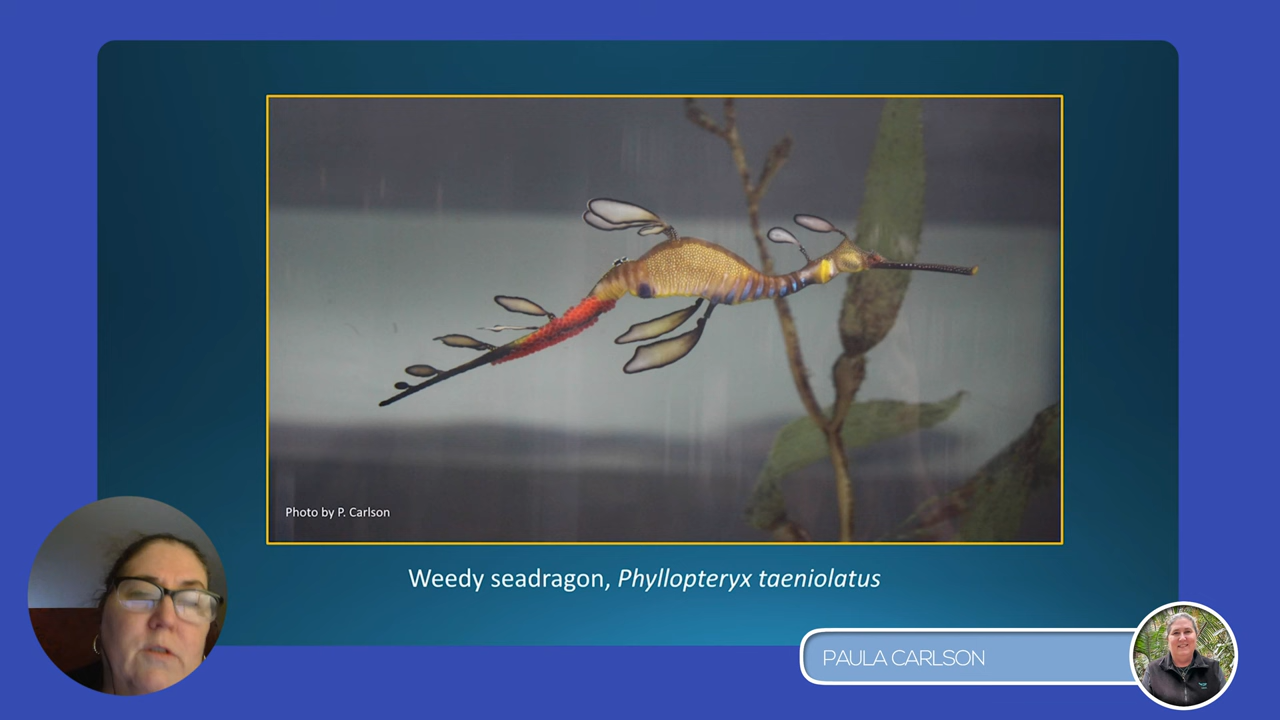 Photo by P. Carlson
Weedy seadragon, Phyllopteryx taeniolatus
PAULA CARLSON